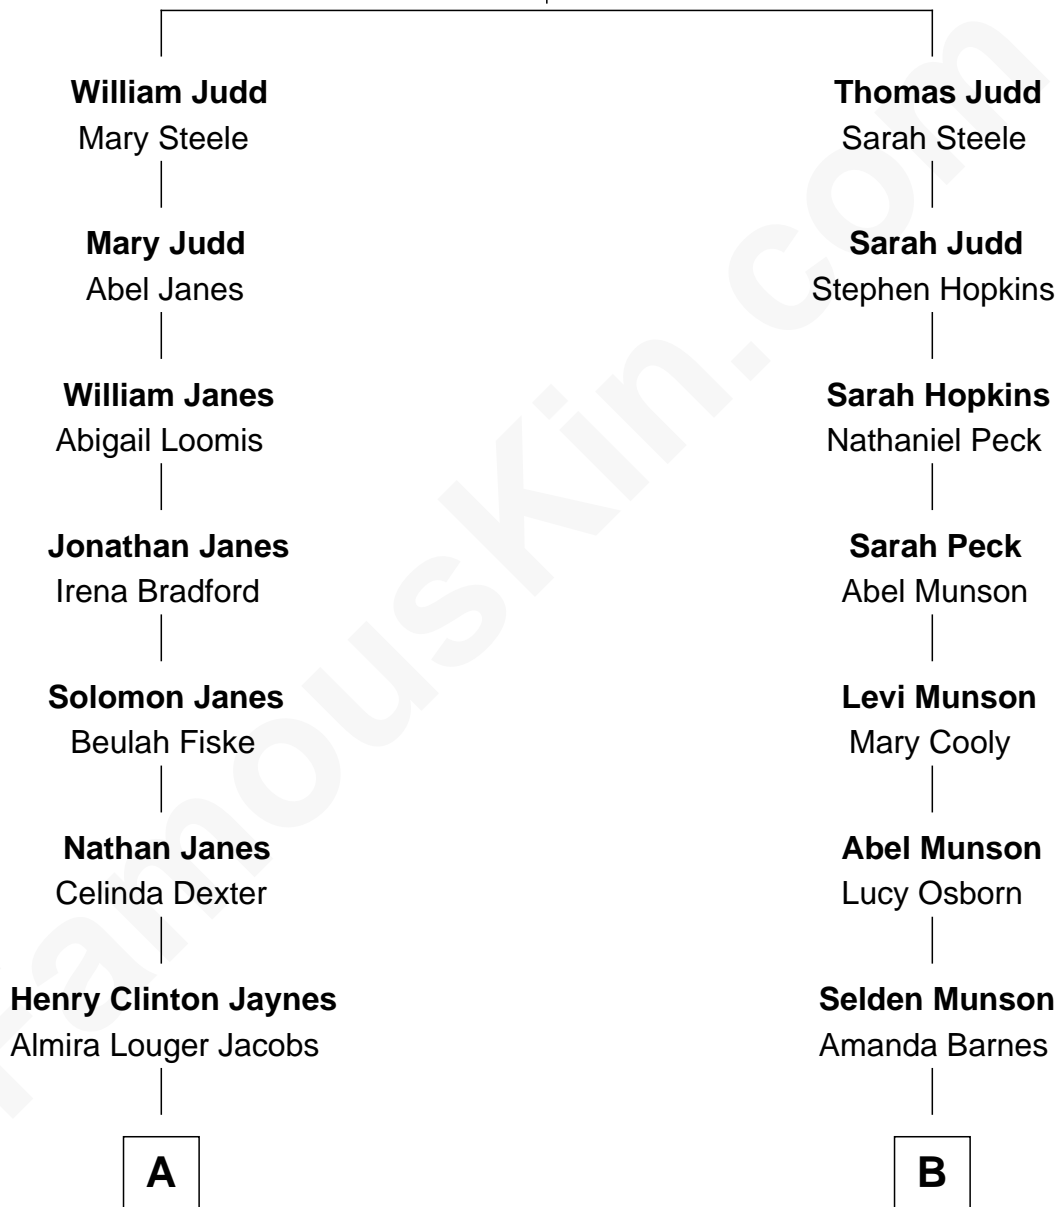 William Judd
Mary Steele
Mary Judd
Abel Janes
William Janes
Abigail Loomis
Jonathan Janes
Irena Bradford
Solomon Janes
Beulah Fiske
Nathan Janes
Celinda Dexter
Henry Clinton Jaynes
Almira Louger Jacobs
A
Thomas Judd
Sarah Steele
Sarah Judd
Stephen Hopkins
Sarah Hopkins
Nathaniel Peck
Sarah Peck
Abel Munson
Levi Munson
Mary Cooly
Abel Munson
Lucy Osborn
Selden Munson
Amanda Barnes
B
FamousKin.com